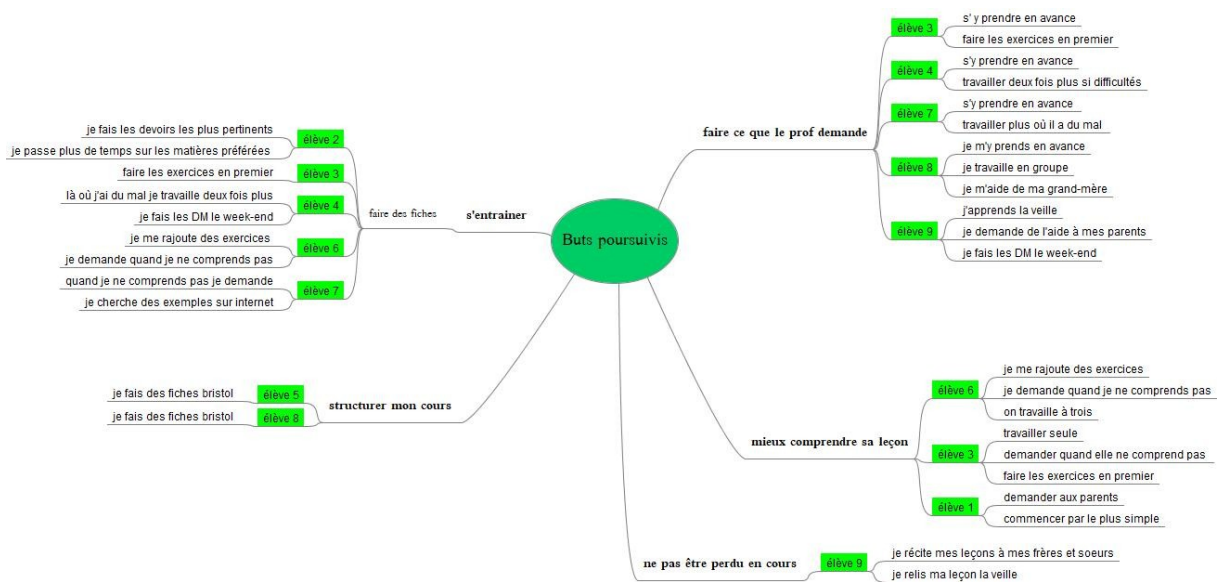 Buts poursuivis
faire ce que le prof demande
élève 3
s' y prendre en avance
faire les exercices en premier
élève 4
s'y prendre en avance
travailler deux fois plus si difficultés
élève 7
s'y prendre en avance
travailler plus où il a du mal
élève 8
je m'y prends en avance
je travaille en groupe
je m'aide de ma grand-mère
élève 9
j'apprends la veille
je demande de l'aide à mes parents
je fais les DM le week-end
mieux comprendre sa leçon
élève 6
je me rajoute des exercices
je demande quand je ne comprends pas
on travaille à trois
élève 3
travailler seule
demander quand elle ne comprend pas
faire les exercices en premier
élève 1
demander aux parents
commencer par le plus simple
ne pas être perdu en cours
élève 9
je récite mes leçons à mes frères et soeurs
je relis ma leçon la veille
s'entrainer
faire des fiches
élève 2
je fais les devoirs les plus pertinents
je passe plus de temps sur les matières préférées
élève 3
faire les exercices en premier
élève 4
là où j'ai du mal je travaille deux fois plus
je fais les DM le week-end
élève 6
je me rajoute des exercices
je demande quand je ne comprends pas
élève 7
quand je ne comprends pas je demande
je cherche des exemples sur internet
structurer mon cours
élève 5
je fais des fiches bristol
élève 8
je fais des fiches bristol